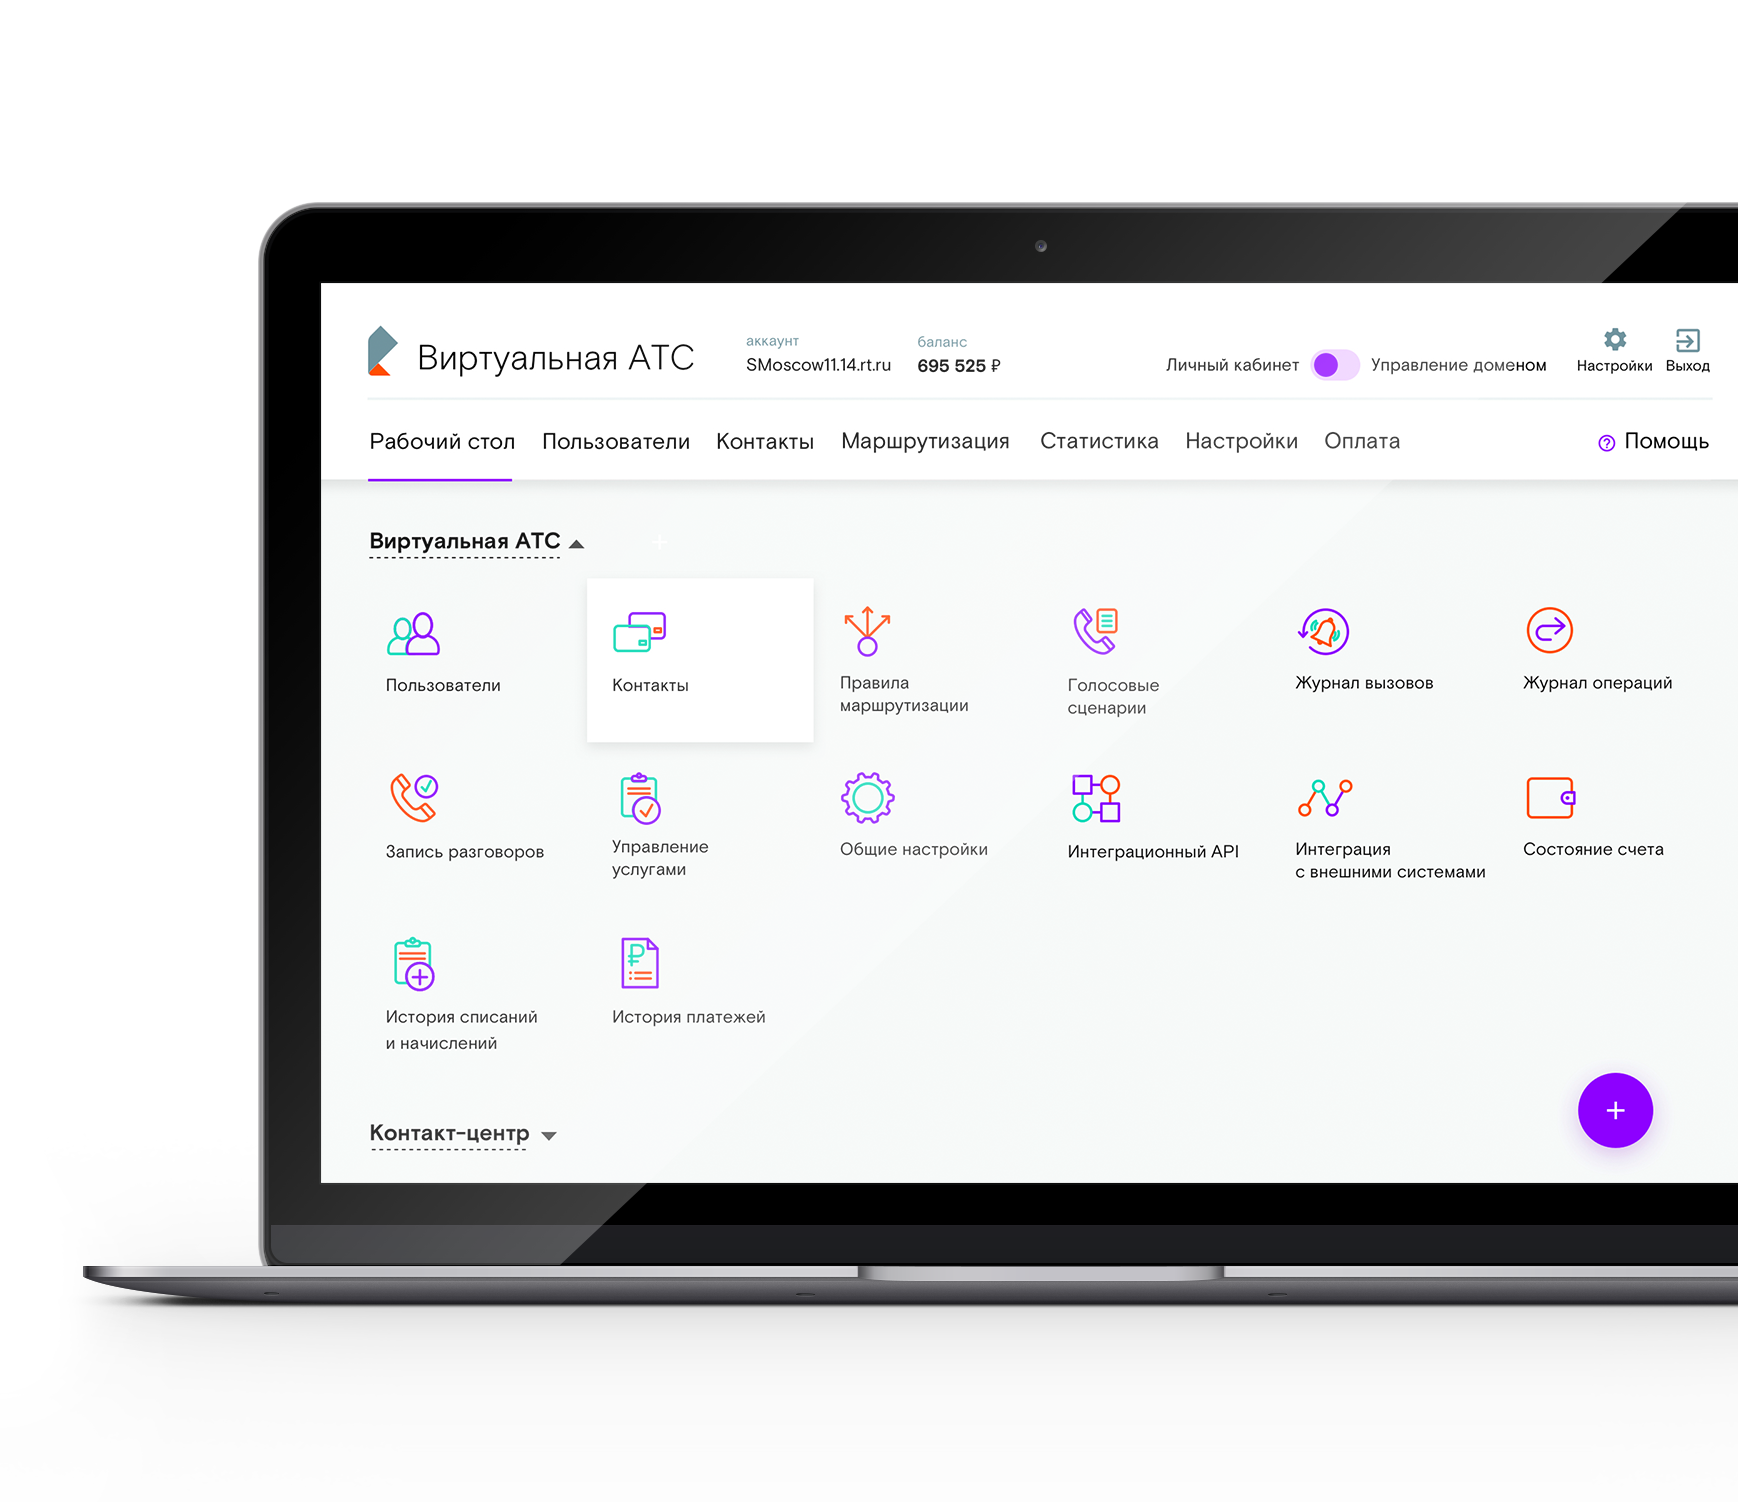 Виртуальная АТС
аккаунт
SMoscow11.14.rt.ru
баланс
695 525 ₽
Личный кабинет
Управление доменом
Настройки
Выход
Рабочий стол
Пользователи
Контакты
Маршрутизация
Статистика
Настройки
Оплата
Помощь
Виртуальная АТС
Пользователи
Контакты
Правила
маршрутизации
Голосовые
сценарии
Журнал вызовов
Журнал операций
Запись разговоров
Управление
услугами
Общие настройки
Интеграционный API
Интеграция
с внешними системами
Состояние счета
История списаний
и начислений
История платежей
Контакт-центр